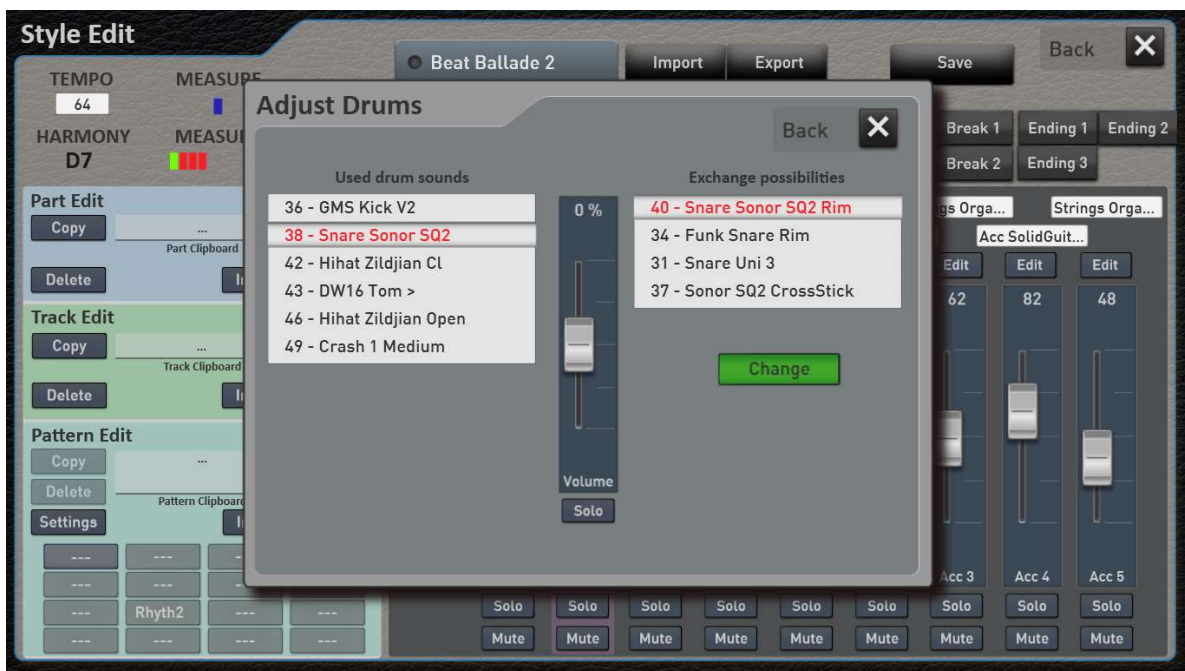 Style Edit
Beat Ballade 2
Import
Export
Save
Back
TEMPO
MEASURE
64
HARMONY
D7
Break 1
Ending 1
Ending 2
Break 2
Ending 3
Adjust Drums
Back
Used drum sounds
36 - GMS Kick V2
38 - Snare Sonor SQ2
42 - Hihat Zildjian Cl
43 - DW16 Tom >
46 - Hihat Zildjian Open
49 - Crash 1 Medium
0 %
Volume
Solo
Exchange possibilities
40 - Snare Sonor SQ2 Rim
34 - Funk Snare Rim
31 - Snare Uni 3
37 - Sonor SQ2 CrossStick
Change
Part Edit
Copy
...
Part Clipboard
Delete
Track Edit
Copy
...
Track Clipboard
Delete
Pattern Edit
Copy
...
Delete
Pattern Clipboard
Settings
--- ---
--- ---
--- Rhyth2 --- ---
--- --- --- ---
gs Orga...
Strings Orga...
Acc SolidGuit...
Edit Edit Edit
62 82 48
Acc 3 Acc 4 Acc 5
Solo Solo Solo Solo Solo Solo Solo Solo Solo
Mute Mute Mute Mute Mute Mute Mute Mute Mute